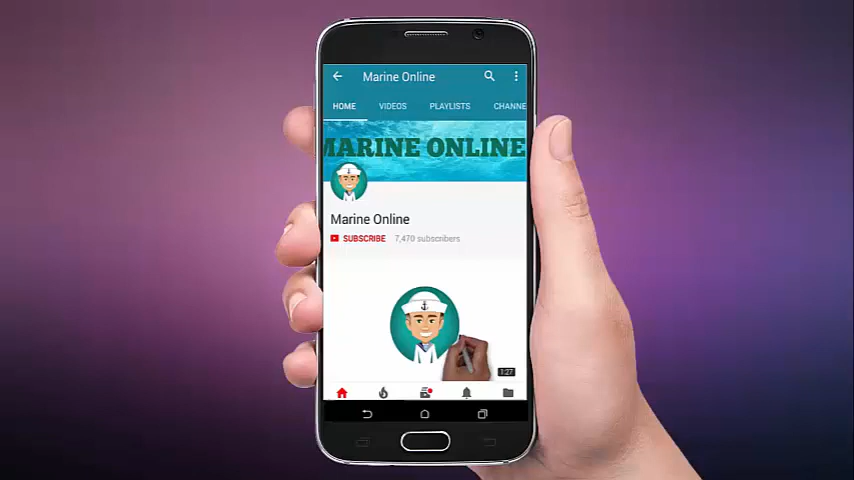 Marine Online
HOME VIDEOS PLAYLISTS CHANNE
MARINE ONLINE
Marine Online
SUBSCRIBE 7,470 subscribers
1:27